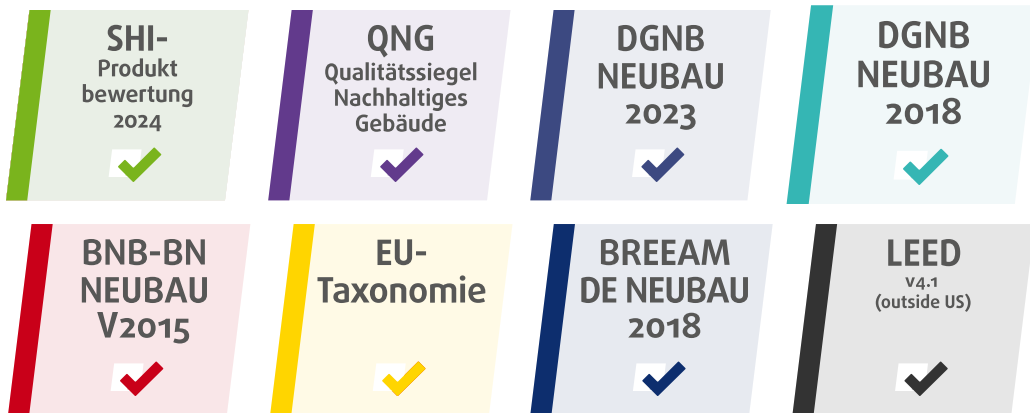 SHI-
Produkt
bewertung
2024
QNG
Qualitätssiegel
Nachhaltiges
Gebäude
DGNB
NEUBAU
2023
DGNB
NEUBAU
2018
BNB-BN
NEUBAU
V2015
EU-
Taxonomie
BREEAM
DE NEUBAU
2018
LEED
v4.1
(outside US)